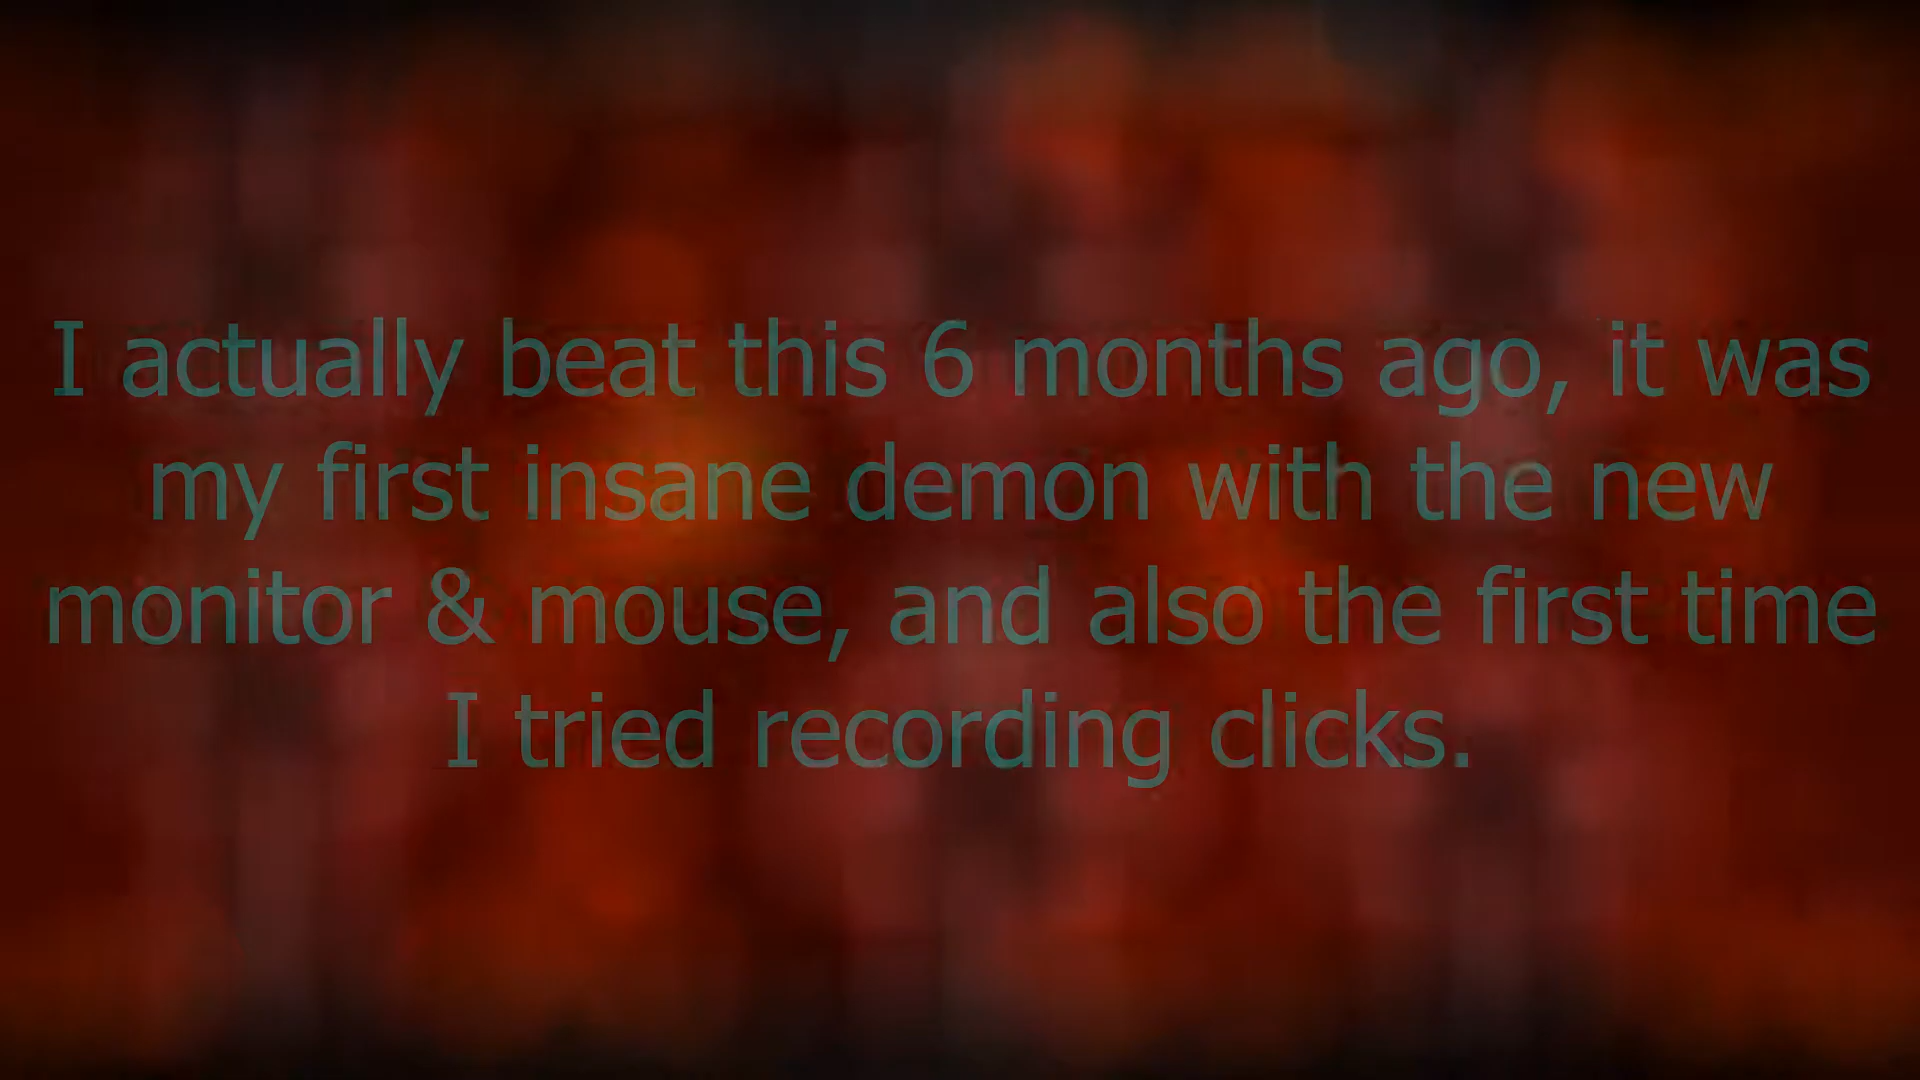 I actually beat this 6 months ago, it was
my first insane demon with the new
monitor & mouse, and also the first time
I tried recording clicks.